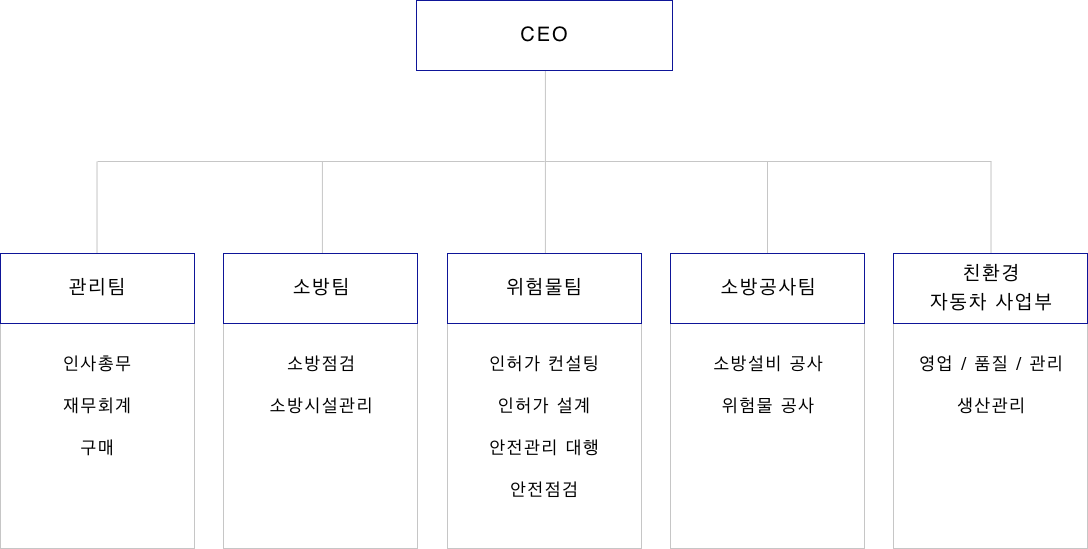 CEO
관리팀
인사총무
재무회계
구매
소방팀
소방점검
소방시설관리
위험물팀
인허가 컨설팅
인허가 설계
안전관리 대행
안전점검
소방공사팀
소방설비 공사
위험물 공사
친환경
자동차 사업부
영업 / 품질 / 관리
생산관리